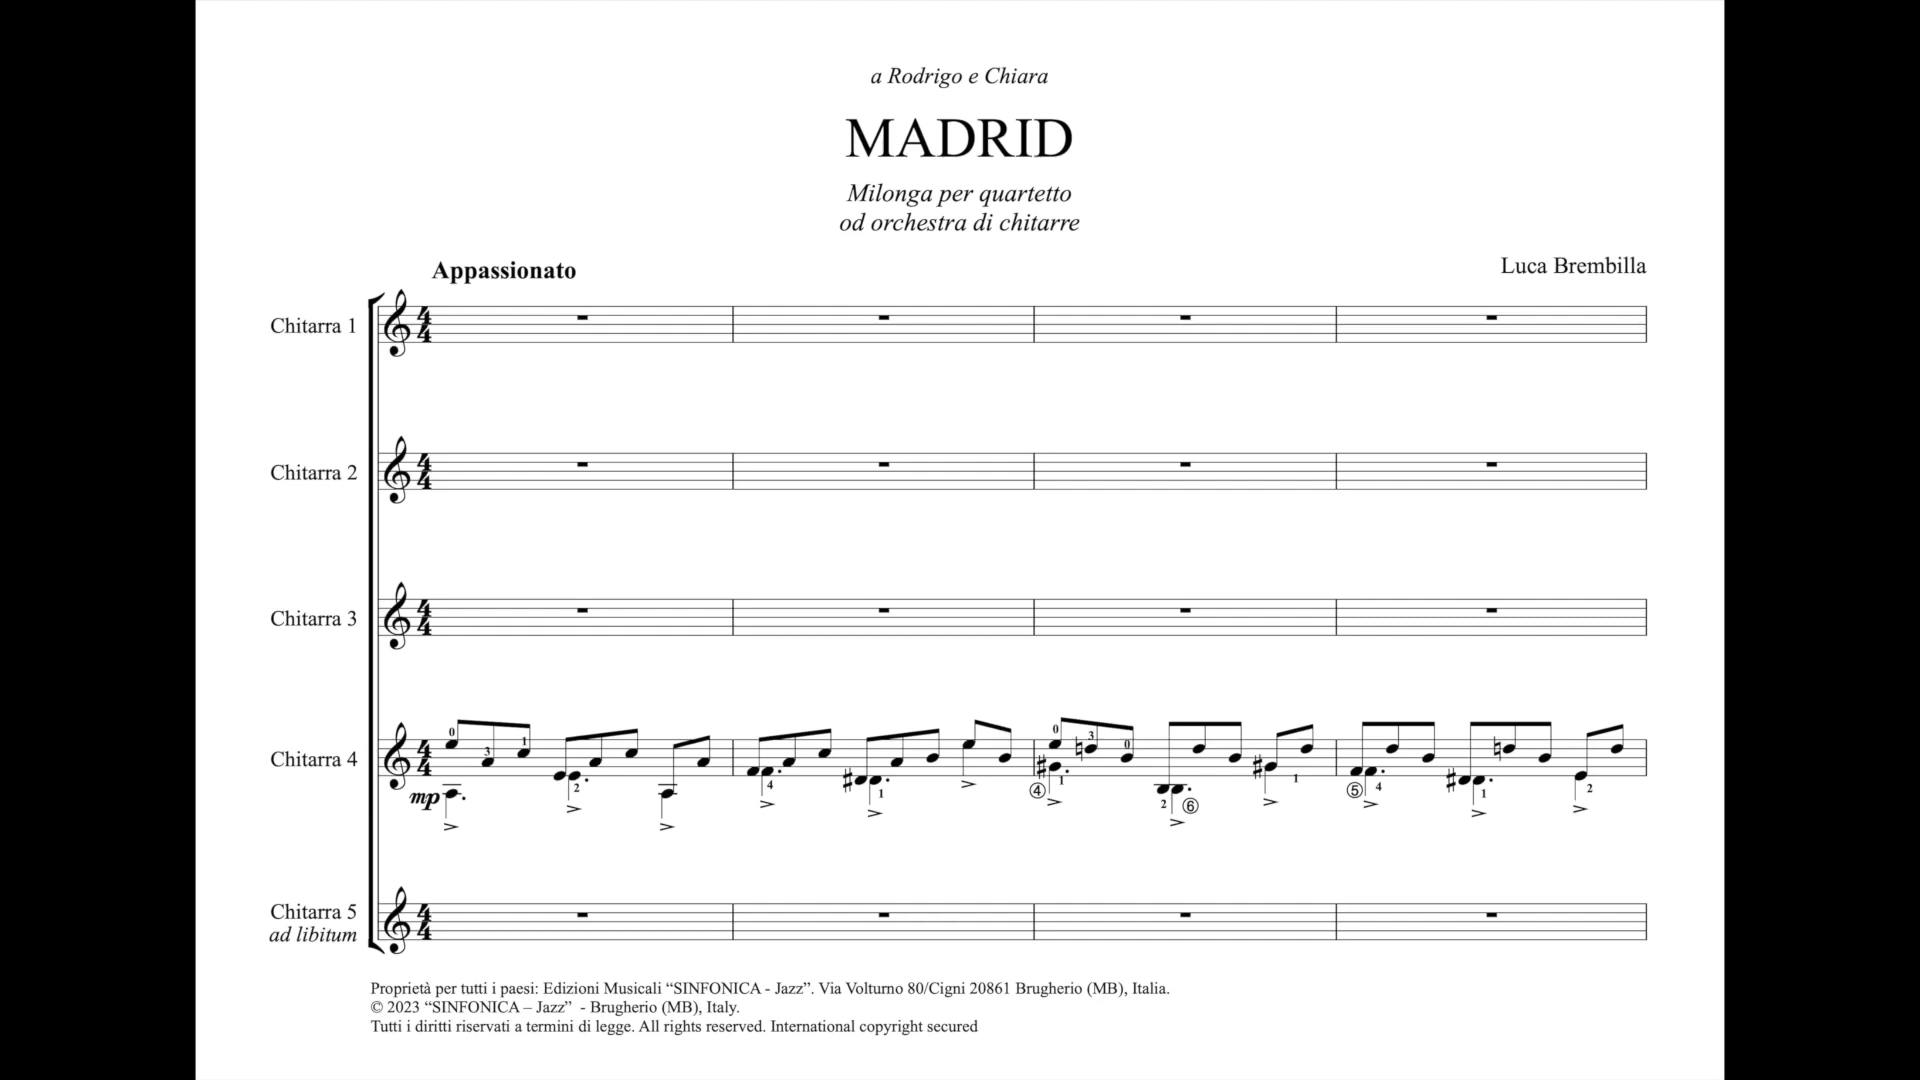 a Rodrigo e Chiara
MADRID
Milonga per quartetto
od orchestra di chitarre
Appassionato
Luca Brembilla
Chitarra 1
Chitarra 2
Chitarra 3
Chitarra 4
mp
Chitarra 5
ad libitum
Proprietà per tutti i paesi: Edizioni Musicali “SINFONICA - Jazz”. Via Volturno 80/Cigni 20861 Brugherio (MB), Italia.
© 2023 “SINFONICA – Jazz” - Brugherio (MB), Italy.
Tutti i diritti riservati a termini di legge. All rights reserved. International copyright secured